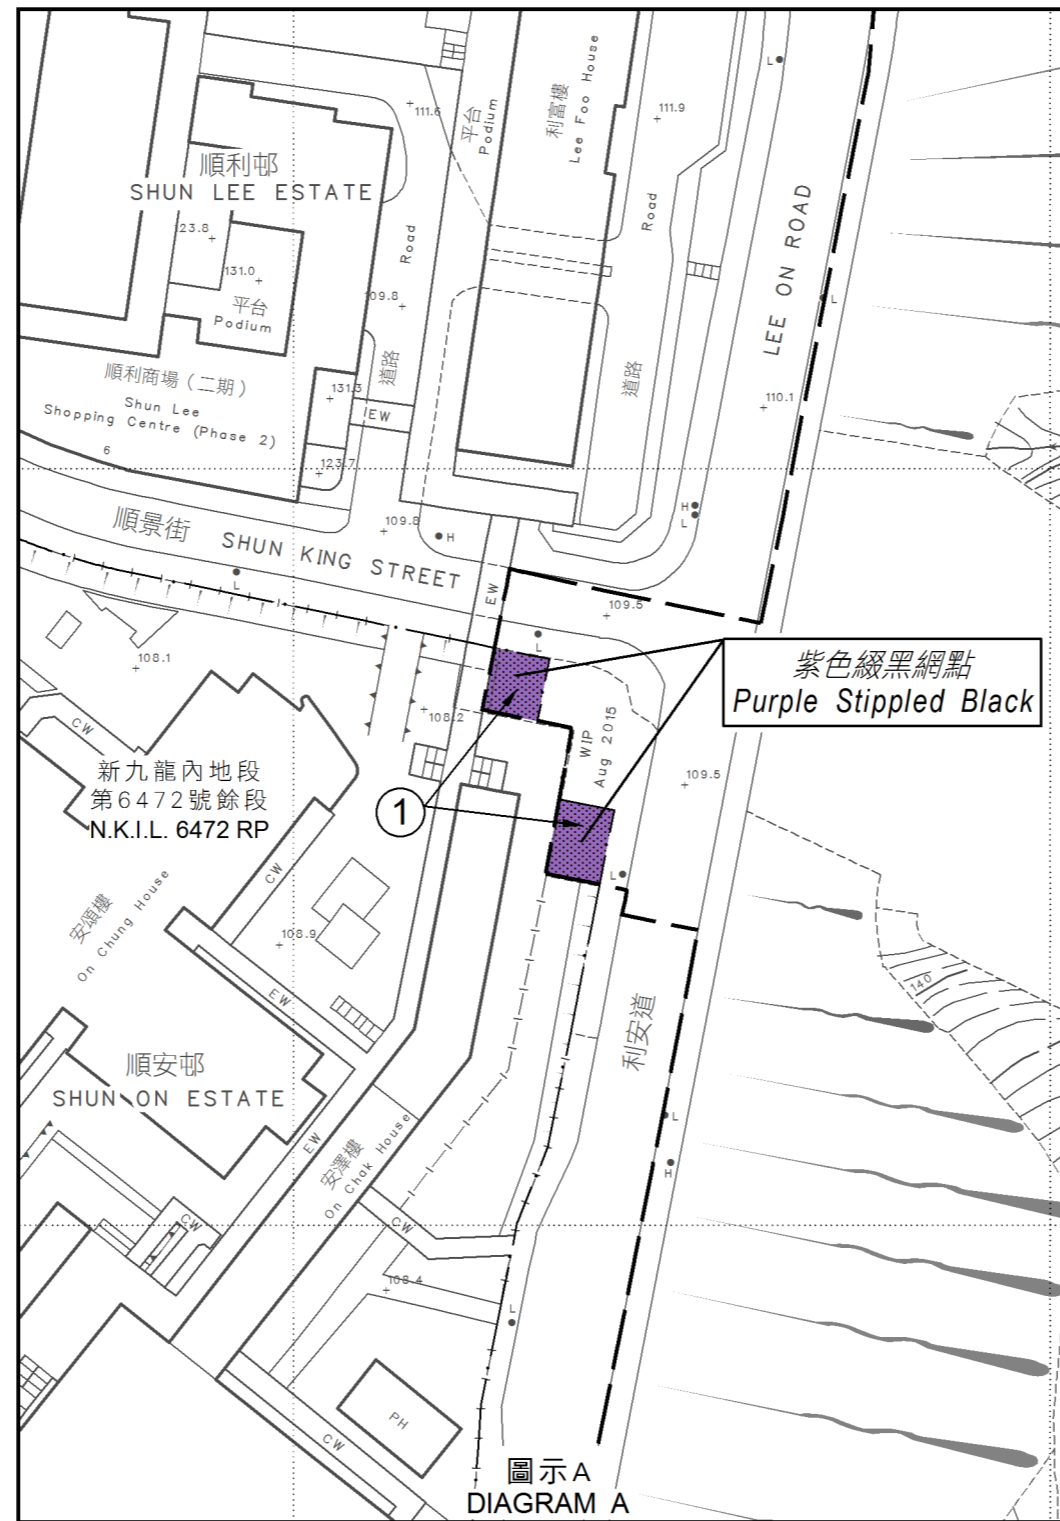 111.6
平台
Podium
利富樓
Lee Foo House
111.9
L
順利邨
SHUN LEE ESTATE
123.8
131.0
平台
Podium
Road
109.8
Road
LEE ON ROAD
L
順利商場（二期）
Shun Lee
Shopping Centre (Phase 2)
6
131.3
道路
道路
IEW
123.7
110.1
順景街
SHUN KING STREET
109.8
H
H
L
L
EW
109.5
L
108.1
CW
108.2
紫色綴黑網點
Purple Stippled Black
WIP
Aug 2015
109.5
新九龍內地段
第6472號餘段
N.K.I.L. 6472 RP
1
L
CW
安頌樓
On Chung House
108.9
EW
140
順安邨
SHUN ON ESTATE
利安道
EW
安澤樓
On Chak House
L
H
CW
CW
108.4
L
PH
CW
圖示A
DIAGRAM A